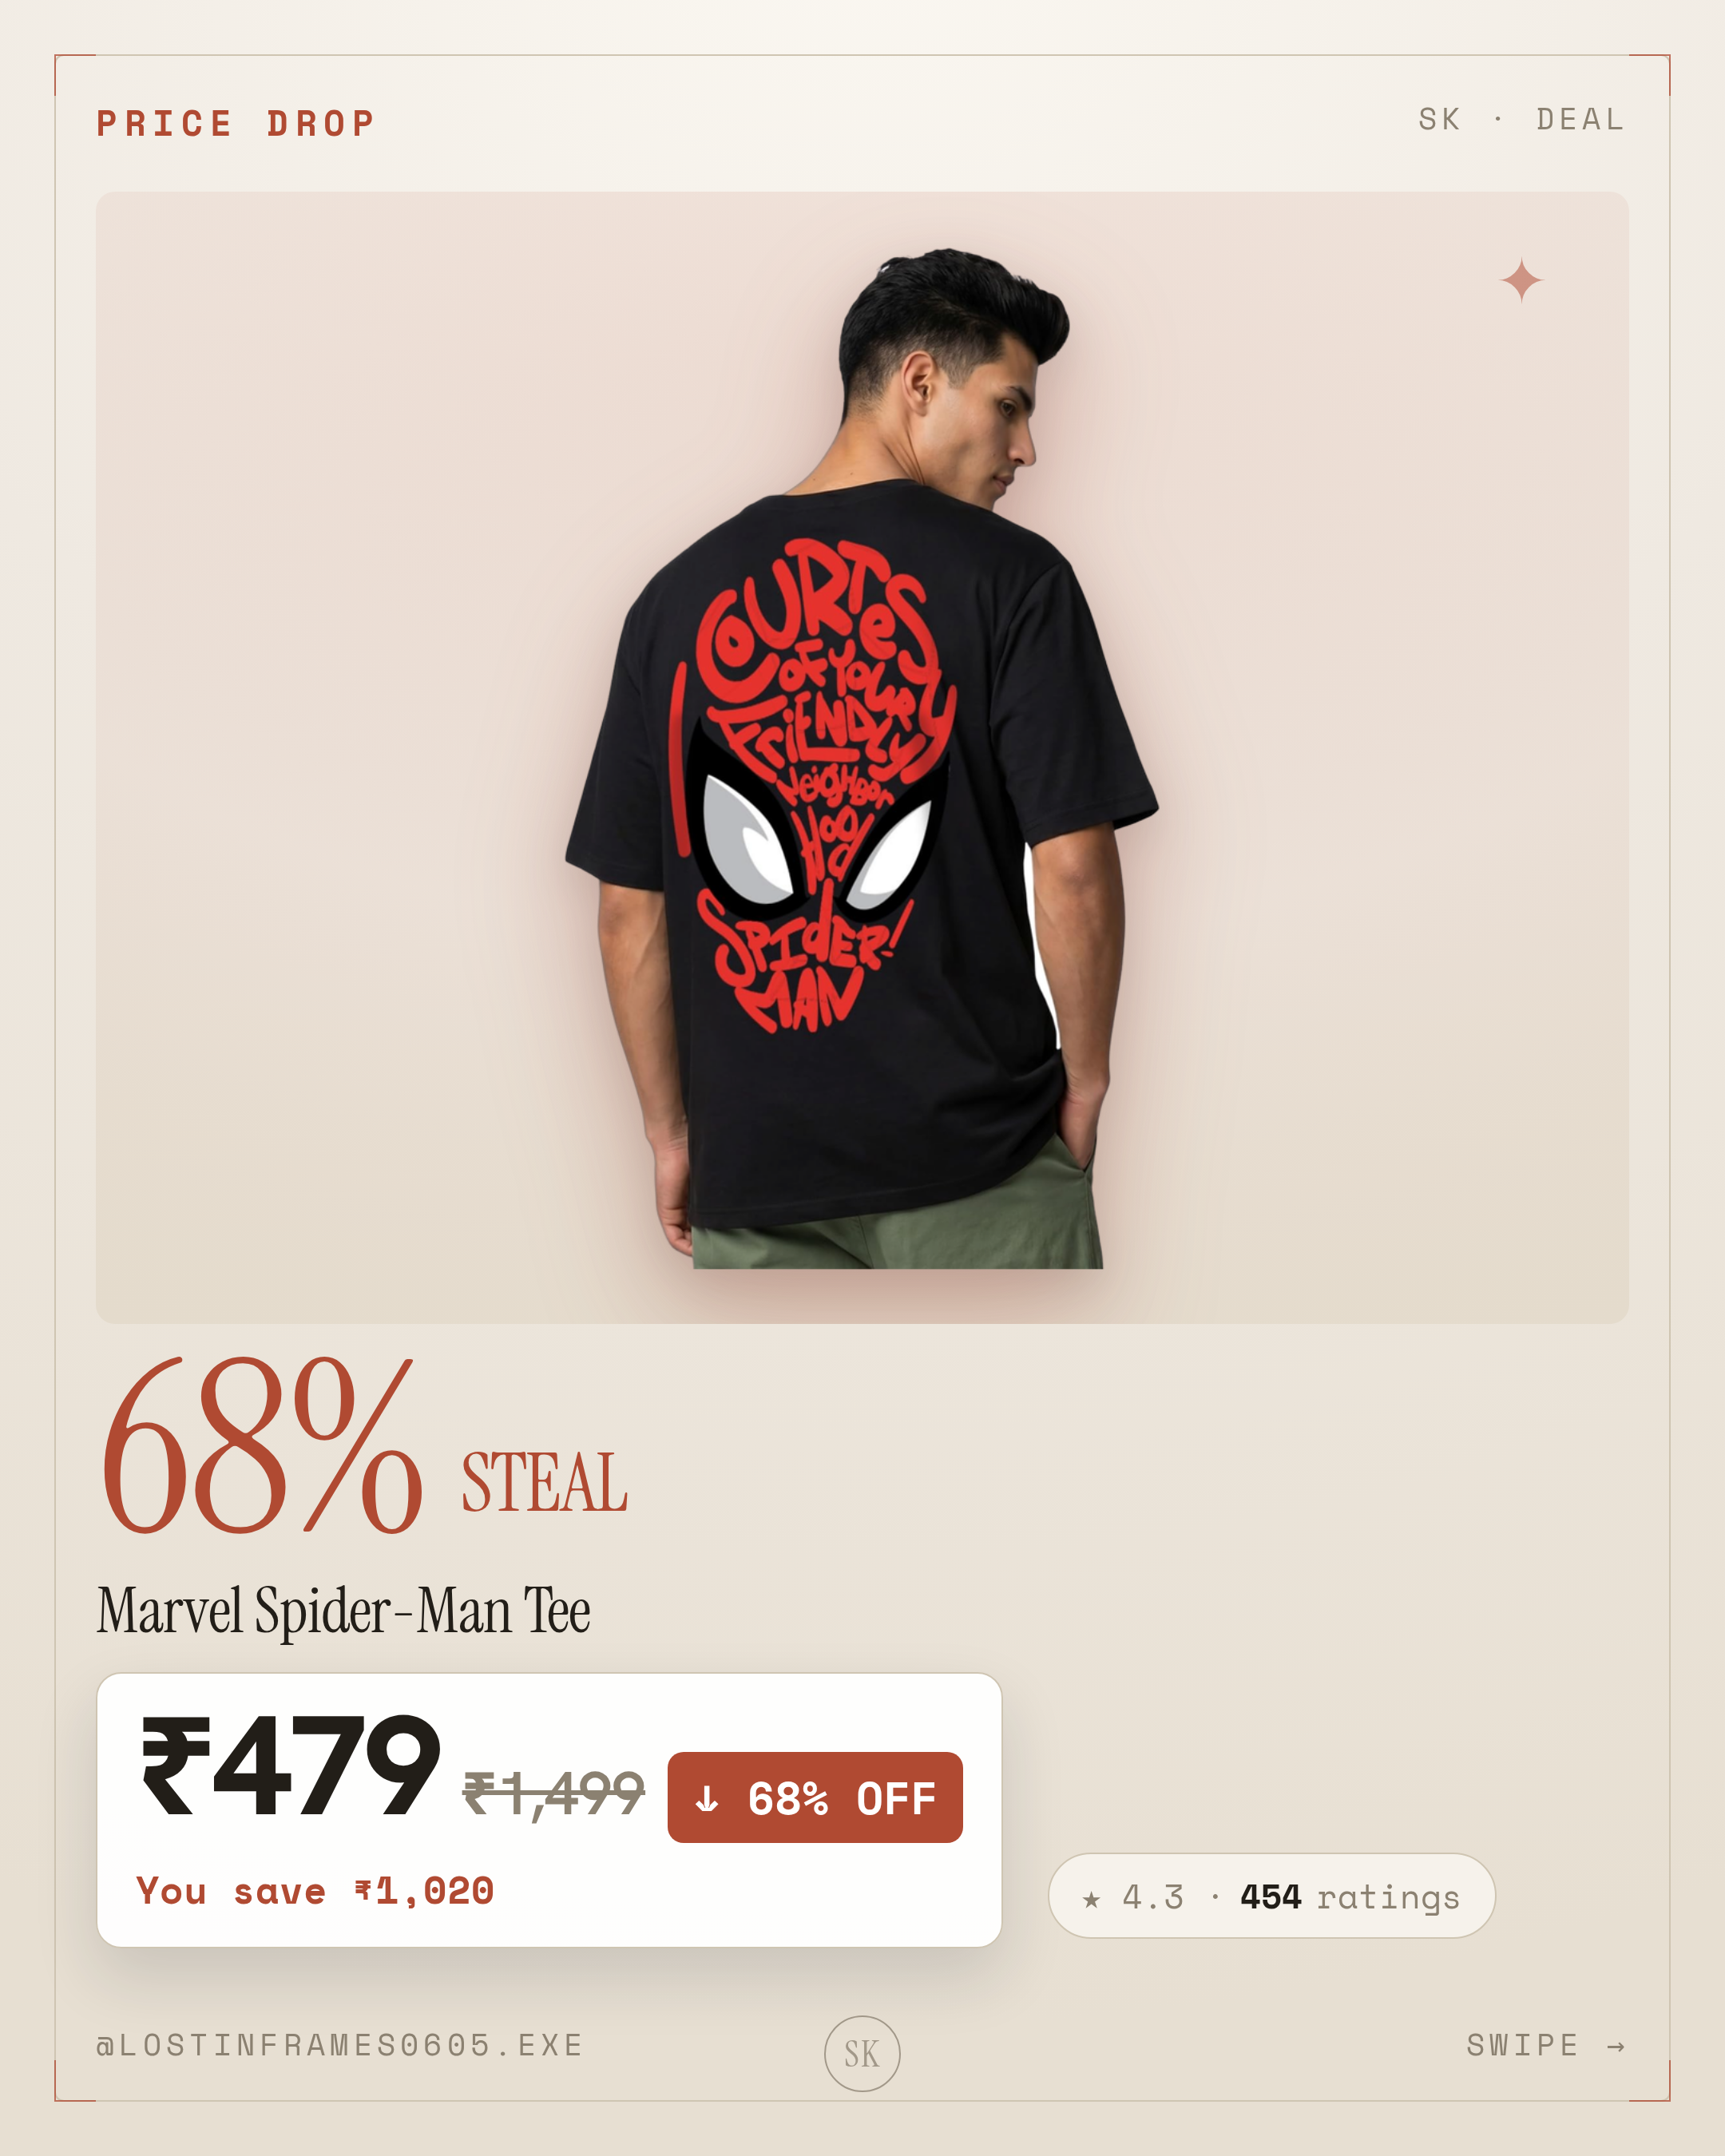 PRICE DROP
SK · DEAL
COURTESY
OF YOUR
FRiENDLY
NeigHBor
Hood
SPIdER-
MAN
68% STEAL
Marvel Spider-Man Tee
₹479 ₹1,499 ↓ 68% OFF
You save ₹1,020
★ 4.3 · 454 ratings
@LOSTINFRAMES0605.EXE
SK
SWIPE →